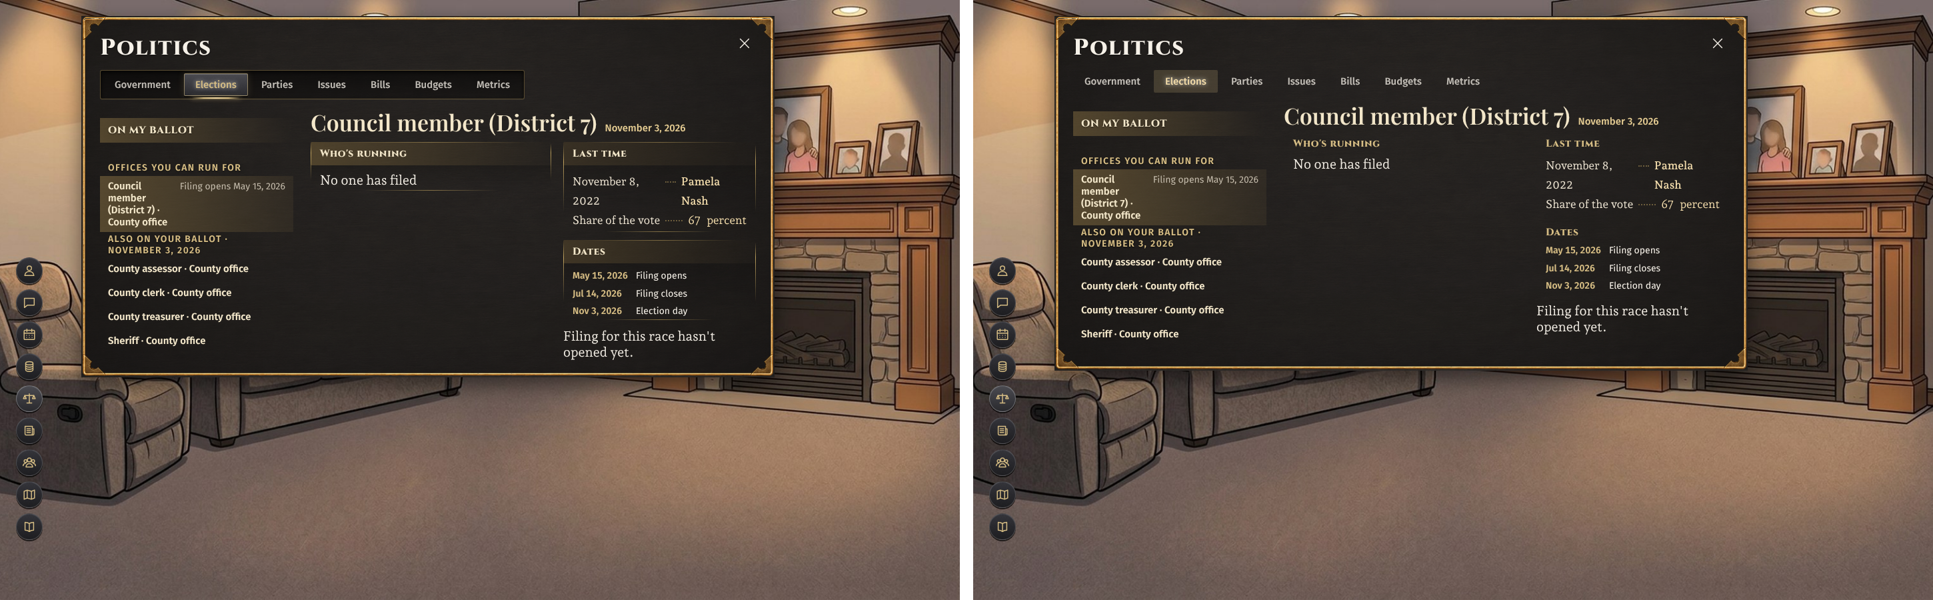 Politics
Government Elections Parties Issues Bills Budgets Metrics
On my ballot
Offices you can run for
Council member (District 7) · County office
Filing opens May 15, 2026
Also on your ballot · November 3, 2026
County assessor · County office
County clerk · County office
County treasurer · County office
Sheriff · County office
Council member (District 7) November 3, 2026
Who's running
No one has filed
Last time
November 8, 2022 Pamela Nash
Share of the vote 67 percent
Dates
May 15, 2026 Filing opens
Jul 14, 2026 Filing closes
Nov 3, 2026 Election day
Filing for this race hasn't
opened yet.
Politics
Government Elections Parties Issues Bills Budgets Metrics
On my ballot
Offices you can run for
Council member (District 7) · County office
Filing opens May 15, 2026
Also on your ballot · November 3, 2026
County assessor · County office
County clerk · County office
County treasurer · County office
Sheriff · County office
Council member (District 7) November 3, 2026
Who's running
No one has filed
Last time
November 8, 2022 Pamela Nash
Share of the vote 67 percent
Dates
May 15, 2026 Filing opens
Jul 14, 2026 Filing closes
Nov 3, 2026 Election day
Filing for this race hasn't
opened yet.